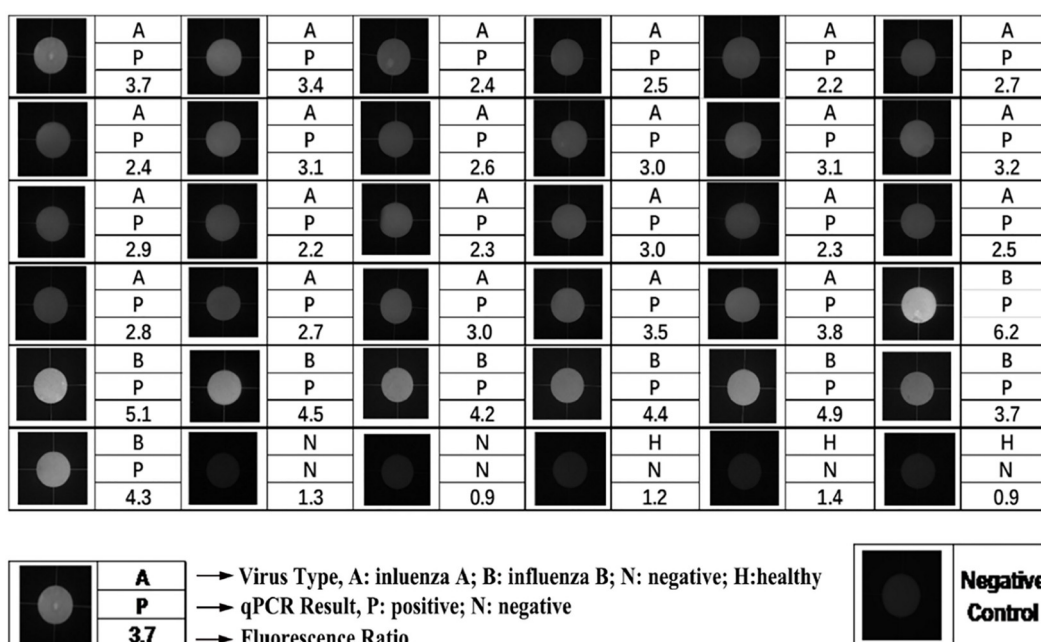 A A A A A A
P P P P P P
3.7 3.4 2.4 2.5 2.2 2.7
A A A A A A
P P P P P P
2.4 3.1 2.6 3.0 3.1 3.2
A A A A A A
P P P P P P
2.9 2.2 2.3 3.0 2.3 2.5
A A A A A B
P P P P P P
2.8 2.7 3.0 3.5 3.8 6.2
B B B B B B
P P P P P P
5.1 4.5 4.2 4.4 4.9 3.7
B N N H H H
P N N N N N
4.3 1.3 0.9 1.2 1.4 0.9
A → Virus Type, A: inluenza A; B: influenza B; N: negative; H:healthy
P → qPCR Result, P: positive; N: negative
3.7 → Fluorescence Ratio
Negative
Control